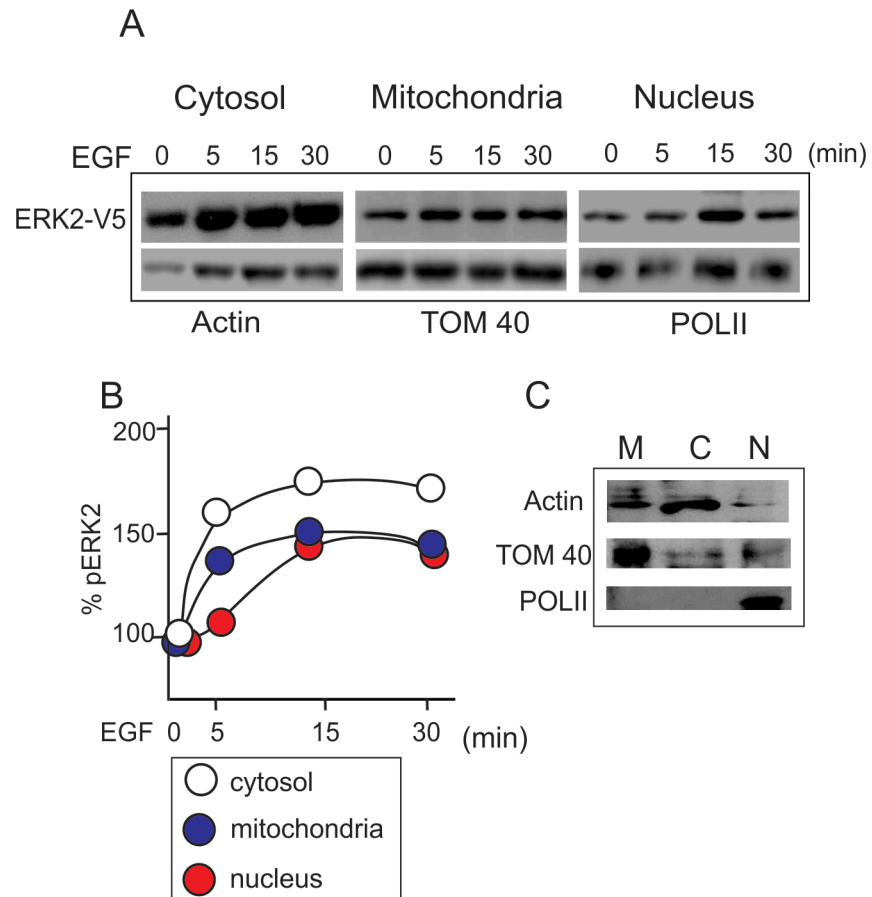 A
Cytosol Mitochondria Nucleus
EGF 0 5 15 30 0 5 15 30 0 5 15 30 (min)
ERK2-V5
Actin TOM 40 POLII
B
200
150
100
% pERK2
EGF 0 5 15 30 (min)
cytosol
mitochondria
nucleus
C
M C N
Actin
TOM 40
POLII